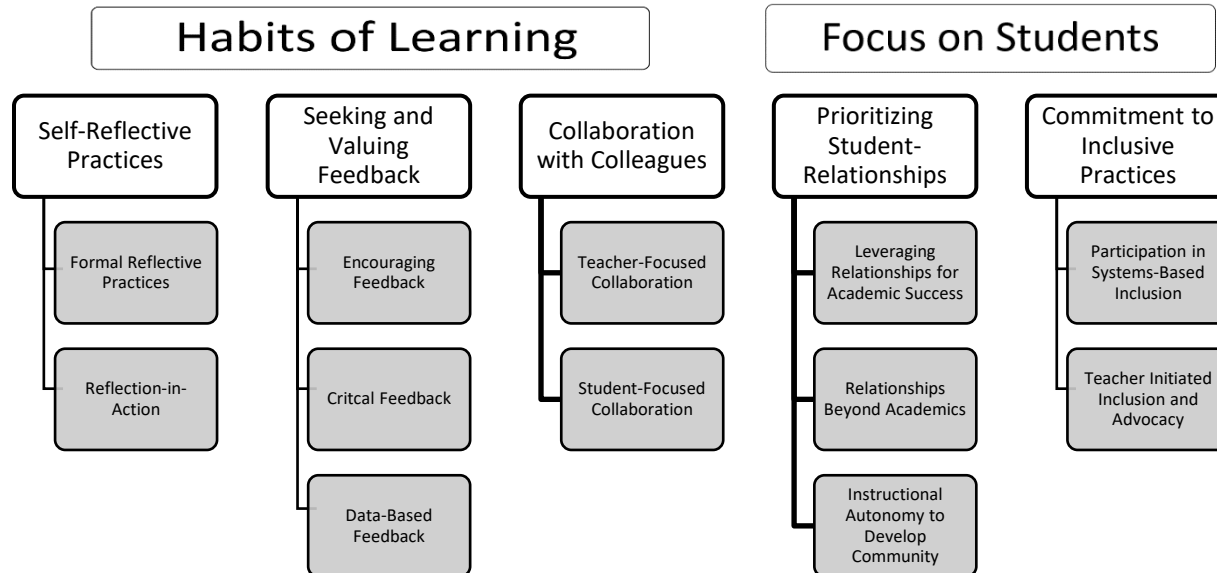 Habits of Learning
Focus on Students
Self-Reflective
Practices
Seeking and
Valuing
Feedback
Collaboration
with Colleagues
Prioritizing
Student-
Relationships
Commitment to
Inclusive
Practices
Formal Reflective
Practices
Encouraging
Feedback
Teacher-Focused
Collaboration
Leveraging
Relationships for
Academic Success
Participation in
Systems-Based
Inclusion
Reflection-in-
Action
Critcal Feedback
Student-Focused
Collaboration
Relationships
Beyond Academics
Teacher Initiated
Inclusion and
Advocacy
Data-Based
Feedback
Instructional
Autonomy to
Develop
Community